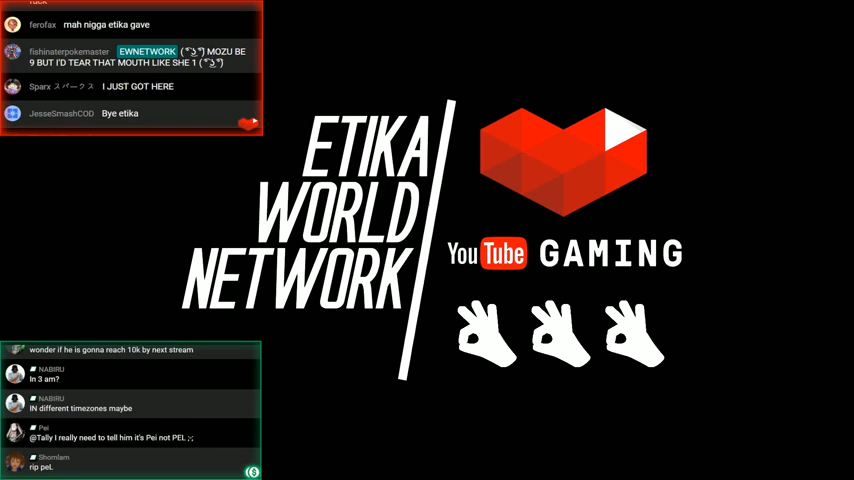 ferofax mah nigga etika gave
fishinaterpokemaster EWNETWORK ( ͡° ͜ʖ ͡°) MOZU BE
9 BUT I'D TEAR THAT MOUTH LIKE SHE 1 ( ͡° ͜ʖ ͡°)
Sparx スパークス I JUST GOT HERE
JesseSmashCOD Bye etika
ETIKA
WORLD
NETWORK
YouTube GAMING
wonder if he is gonna reach 10k by next stream
NABIRU
In 3 am?
NABIRU
IN different timezones maybe
Pei
@Tally I really need to tell him it's Pei not PEL ;-;
Shomlam
rip peL